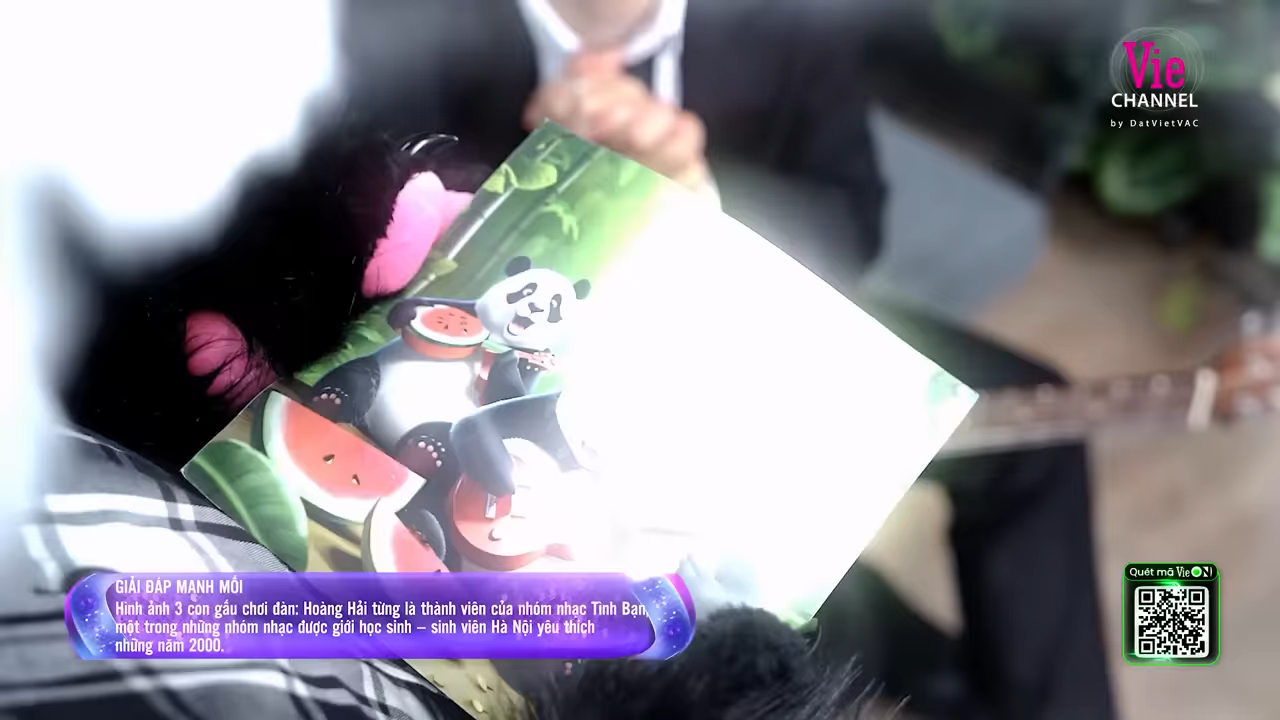 Vie
CHANNEL
by DatVietVAC
Quét mã VieON!
GIẢI ĐÁP MẠNH MỐI
Hình ảnh 3 con gấu chơi đàn: Hoàng Hải từng là thành viên của nhóm nhạc Tình Bạn,
một trong những nhóm nhạc được giới học sinh – sinh viên Hà Nội yêu thích
những năm 2000.